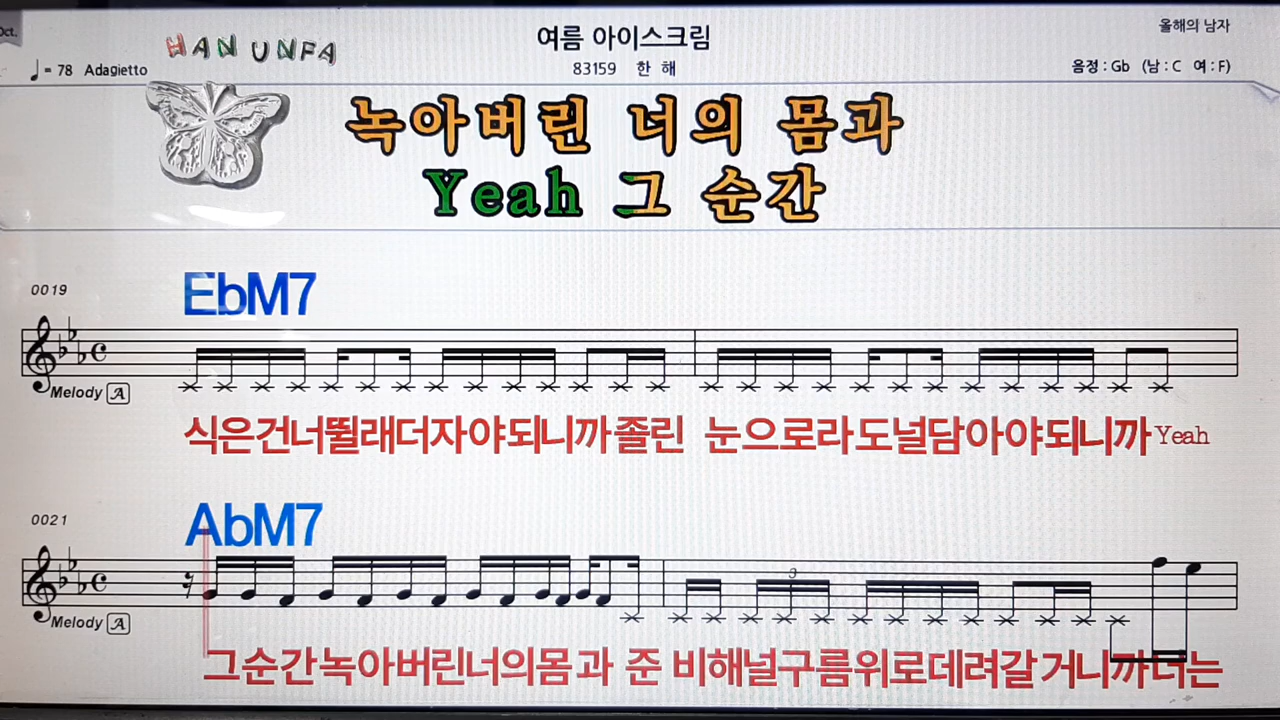 Oct.
여름 아이스크림
올해의 남자
♩= 78 Adagietto
HAN UNFA
83159 한 해
음정 : Gb (남 : C 여 : F)
녹아버린 너의 몸과
Yeah 그 순간
0019
EbM7
Melody A
식은건너뛸래더자야되니까졸린 눈으로라도널담아야되니까Yeah
0021
AbM7
3
Melody A
그순간녹아버린너의몸과 준 비해널구름위로데려갈거니까너는